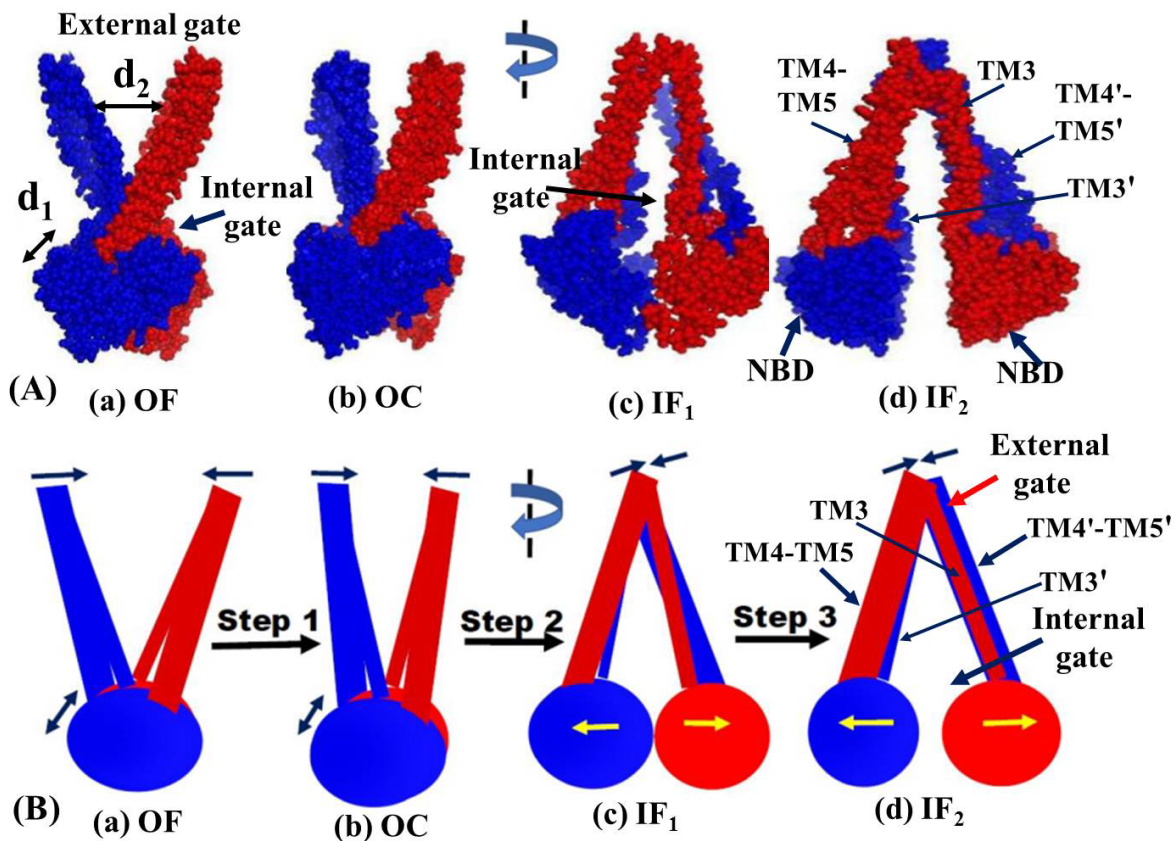 External gate
d2
d1
Internal
gate
Internal
gate
TM4-
TM5
TM3
TM4'-
TM5'
TM3'
NBD
NBD
(A)
(a) OF
(b) OC
(c) IF1
(d) IF2
External
gate
TM3
TM4-TM5
TM4'-TM5'
TM3'
Internal
gate
Step 1
Step 2
Step 3
(B)
(a) OF
(b) OC
(c) IF1
(d) IF2